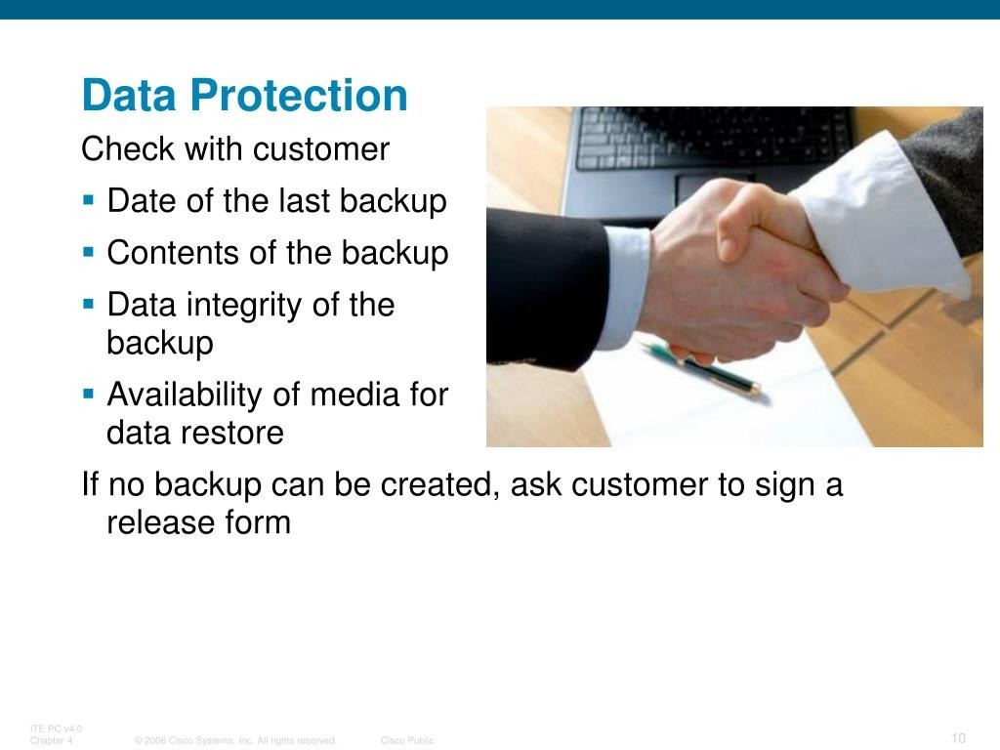 Data Protection
Check with customer
▪ Date of the last backup
▪ Contents of the backup
▪ Data integrity of the
backup
▪ Availability of media for
data restore
If no backup can be created, ask customer to sign a
release form
ITE PC v4.0
Chapter 4
© 2006 Cisco Systems, Inc. All rights reserved.
Cisco Public
10